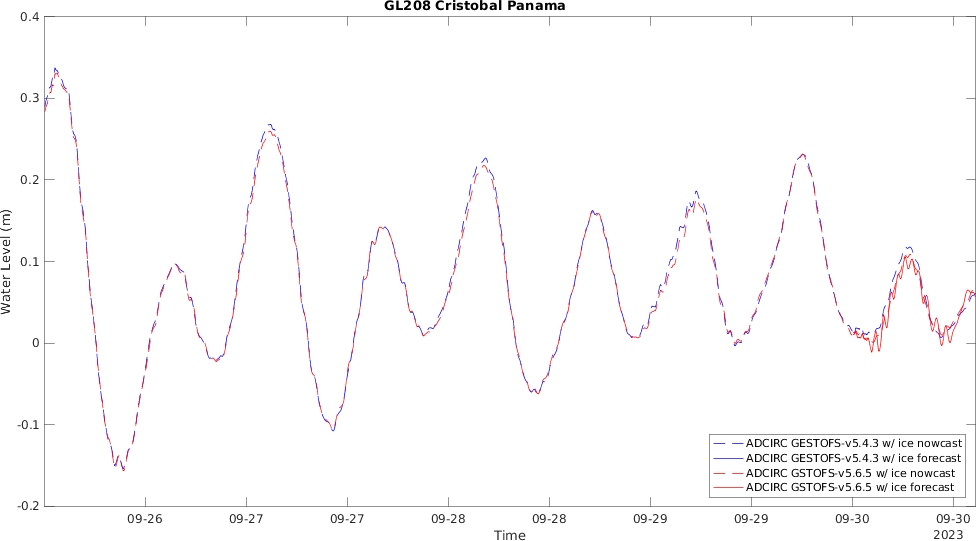 GL208 Cristobal Panama
0.4
0.3
0.2
0.1
0
-0.1
-0.2
Water Level (m)
ADCIRC GESTOFS-v5.4.3 w/ ice nowcast
ADCIRC GESTOFS-v5.4.3 w/ ice forecast
ADCIRC GSTOFS-v5.6.5 w/ ice nowcast
ADCIRC GSTOFS-v5.6.5 w/ ice forecast
09-26 09-27 09-27 09-28 09-28 09-29 09-29 09-30 09-30
Time 2023